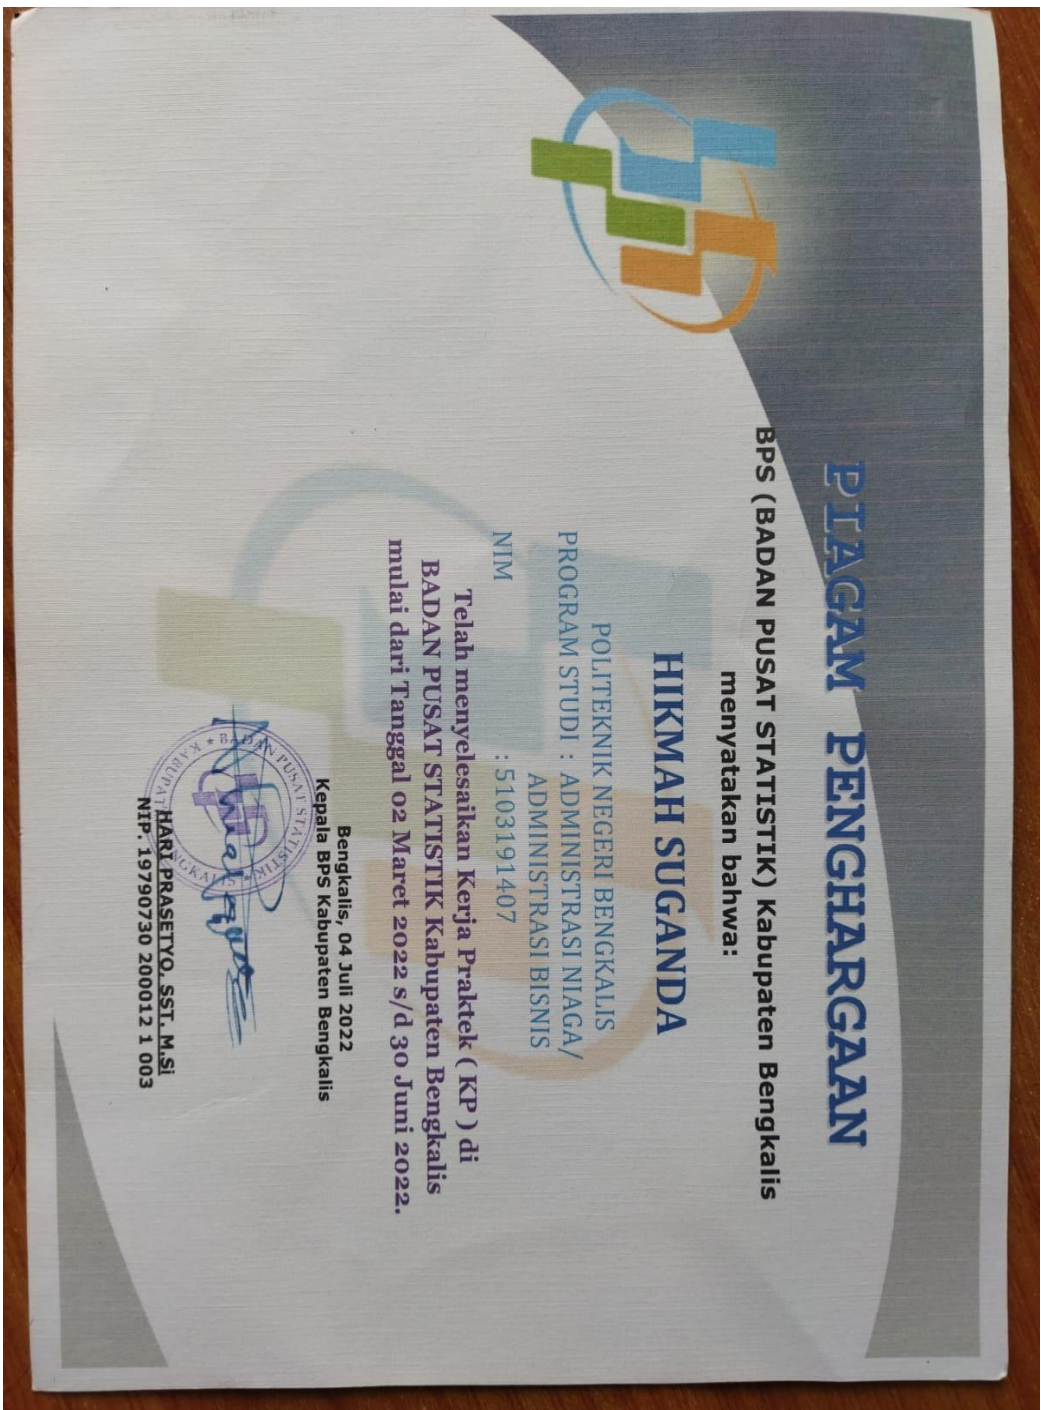 PIAGAM PENGHARGAAN
BPS (BADAN PUSAT STATISTIK) Kabupaten Bengkalis
menyatakan bahwa:
HIKMAH SUGANDA
POLITEKNIK NEGERI BENGKALIS
PROGRAM STUDI : ADMINISTRASI NIAGA/
ADMINISTRASI BISNIS
NIM : 5103191407
Telah menyelesaikan Kerja Praktek ( KP ) di
BADAN PUSAT STATISTIK Kabupaten Bengkalis
mulai dari Tanggal 02 Maret 2022 s/d 30 Juni 2022.
Bengkalis, 04 Juli 2022
Kepala BPS Kabupaten Bengkalis
BADAN PUSAT STATISTIK
HARI PRASETYO, SST. M.Si
NIP. 19790730 200012 1 003